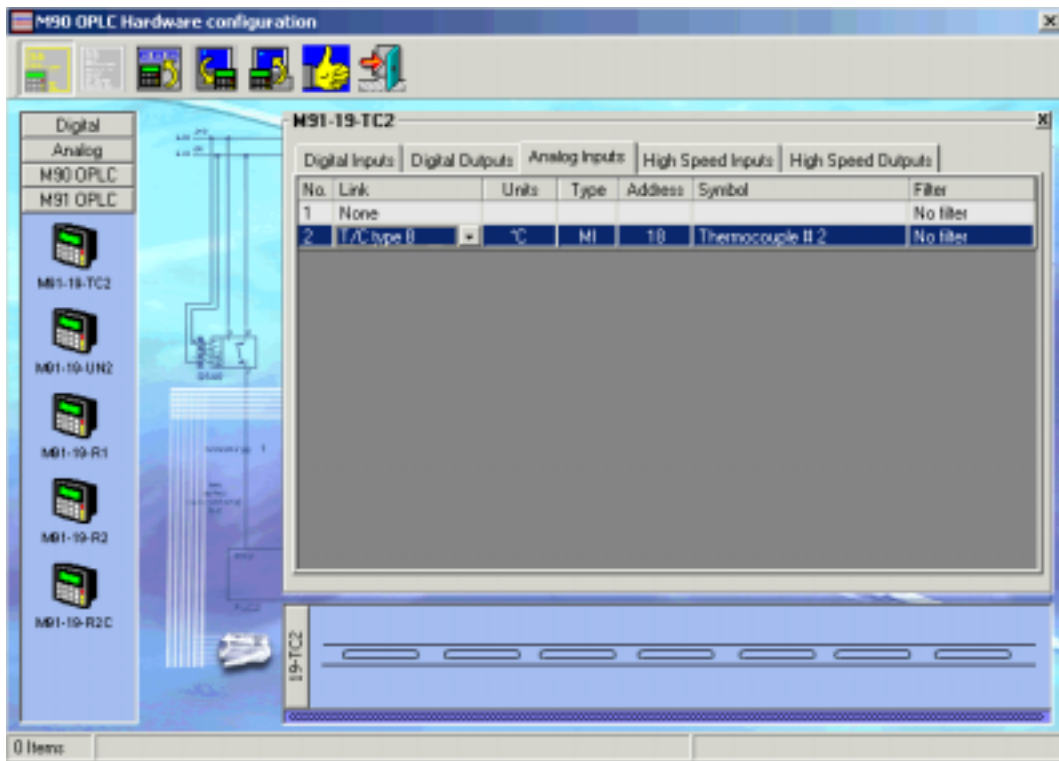 M90 OPLC Hardware configuration
Digital
Analog
M90 OPLC
M91 OPLC
M91-19-TC2
M91-19-UN2
M91-19-R1
M91-19-R2
M91-19-R2C
M91-19-TC2
Digital Inputs Digital Outputs Analog Inputs High Speed Inputs High Speed Outputs
No. Link Units Type Address Symbol Filter
1 None No filter
2 T/C type B °C MI 18 Thermocouple # 2 No filter
19-TC2
0 Items